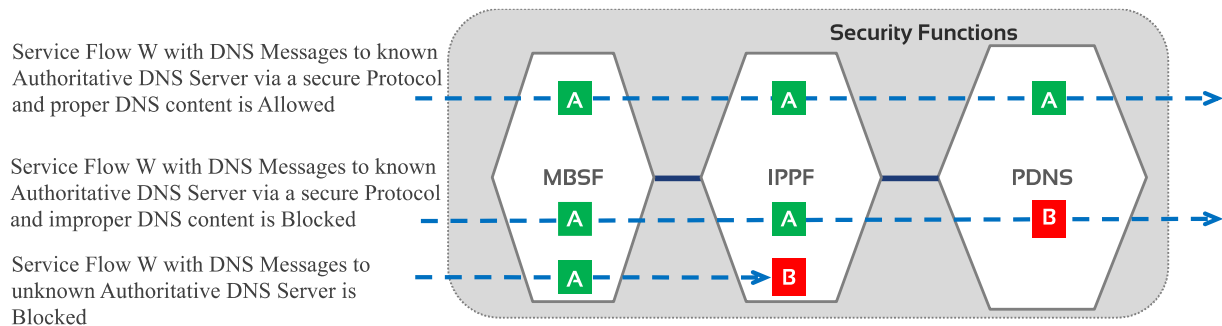 Security Functions
Service Flow W with DNS Messages to known
Authoritative DNS Server via a secure Protocol
and proper DNS content is Allowed
A A A
MBSF IPPF PDNS
Service Flow W with DNS Messages to known
Authoritative DNS Server via a secure Protocol
and improper DNS content is Blocked
A A B
Service Flow W with DNS Messages to
unknown Authoritative DNS Server is
Blocked
A B